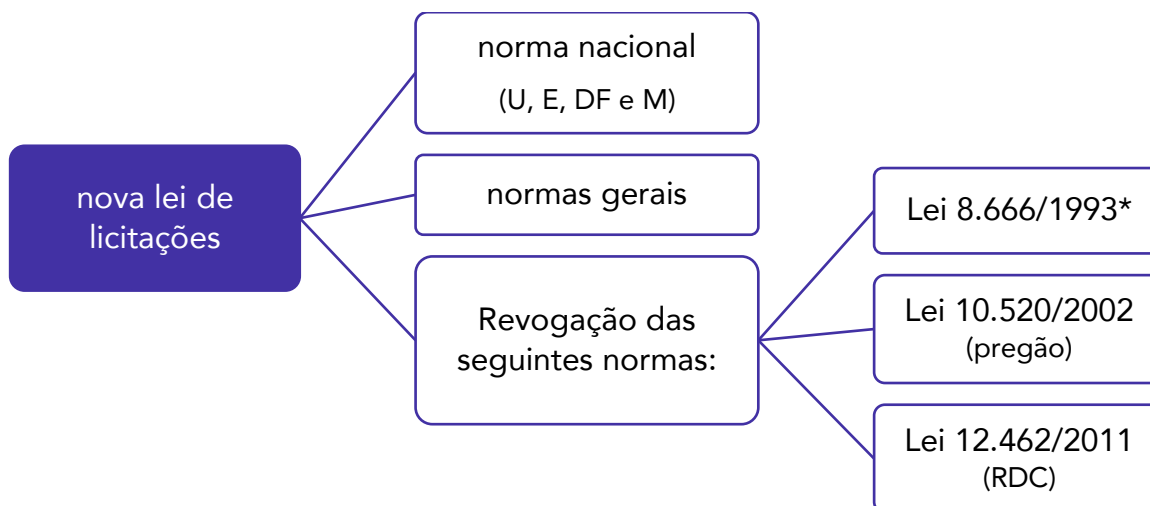 nova lei de
licitações
norma nacional
(U, E, DF e M)
normas gerais
Revogação das
seguintes normas:
Lei 8.666/1993*
Lei 10.520/2002
(pregão)
Lei 12.462/2011
(RDC)